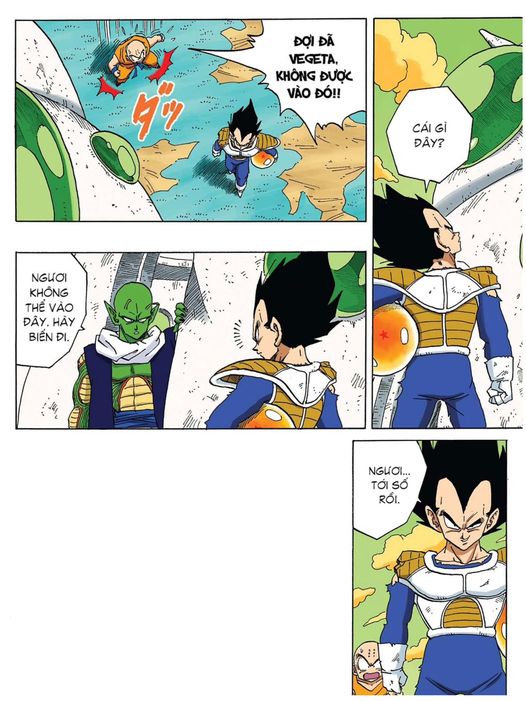 ĐỢI ĐÃ
VEGETA,
KHÔNG ĐƯỢC
VÀO ĐÓ!!
ダッ
CÁI GÌ
ĐÂY?
NGƯƠI
KHÔNG
THỂ VÀO
ĐÂY. HÃY
BIẾN ĐI.
NGƯƠI...
TỚI SỐ
RỒI.